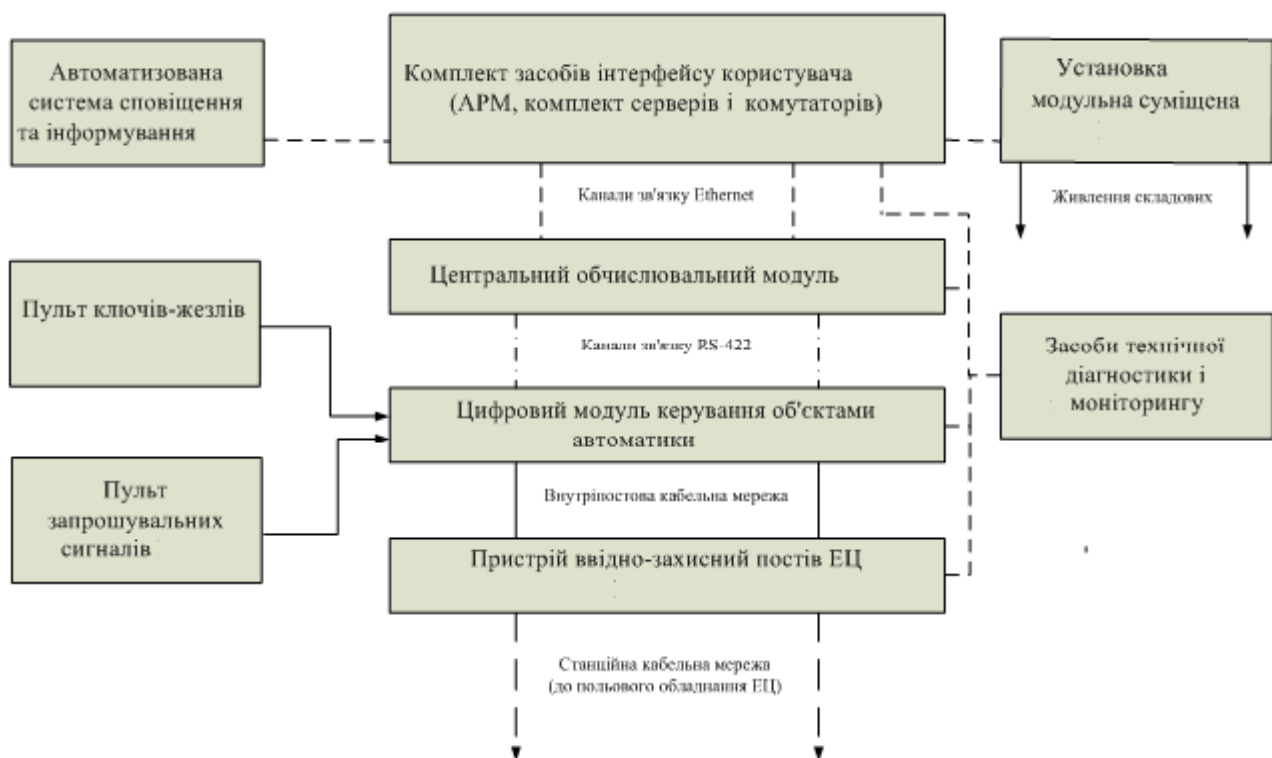 Автоматизована
система сповіщення
та інформування
Комплект засобів інтерфейсу користувача
(АРМ, комплект серверів і комутаторів)
Установка
модульна суміщена
Канали зв'язку Ethernet
Живлення складових
Пульт ключів-жезлів
Центральний обчислювальний модуль
Канали зв'язку RS-422
Засоби технічної
діагностики і
моніторингу
Цифровий модуль керування об'єктами
автоматики
Пульт
запрошувальних
сигналів
Внутріпостова кабельна мережа
Пристрій ввідно-захисний постів ЕЦ
Станційна кабельна мережа
(до польового обладнання ЕЦ)